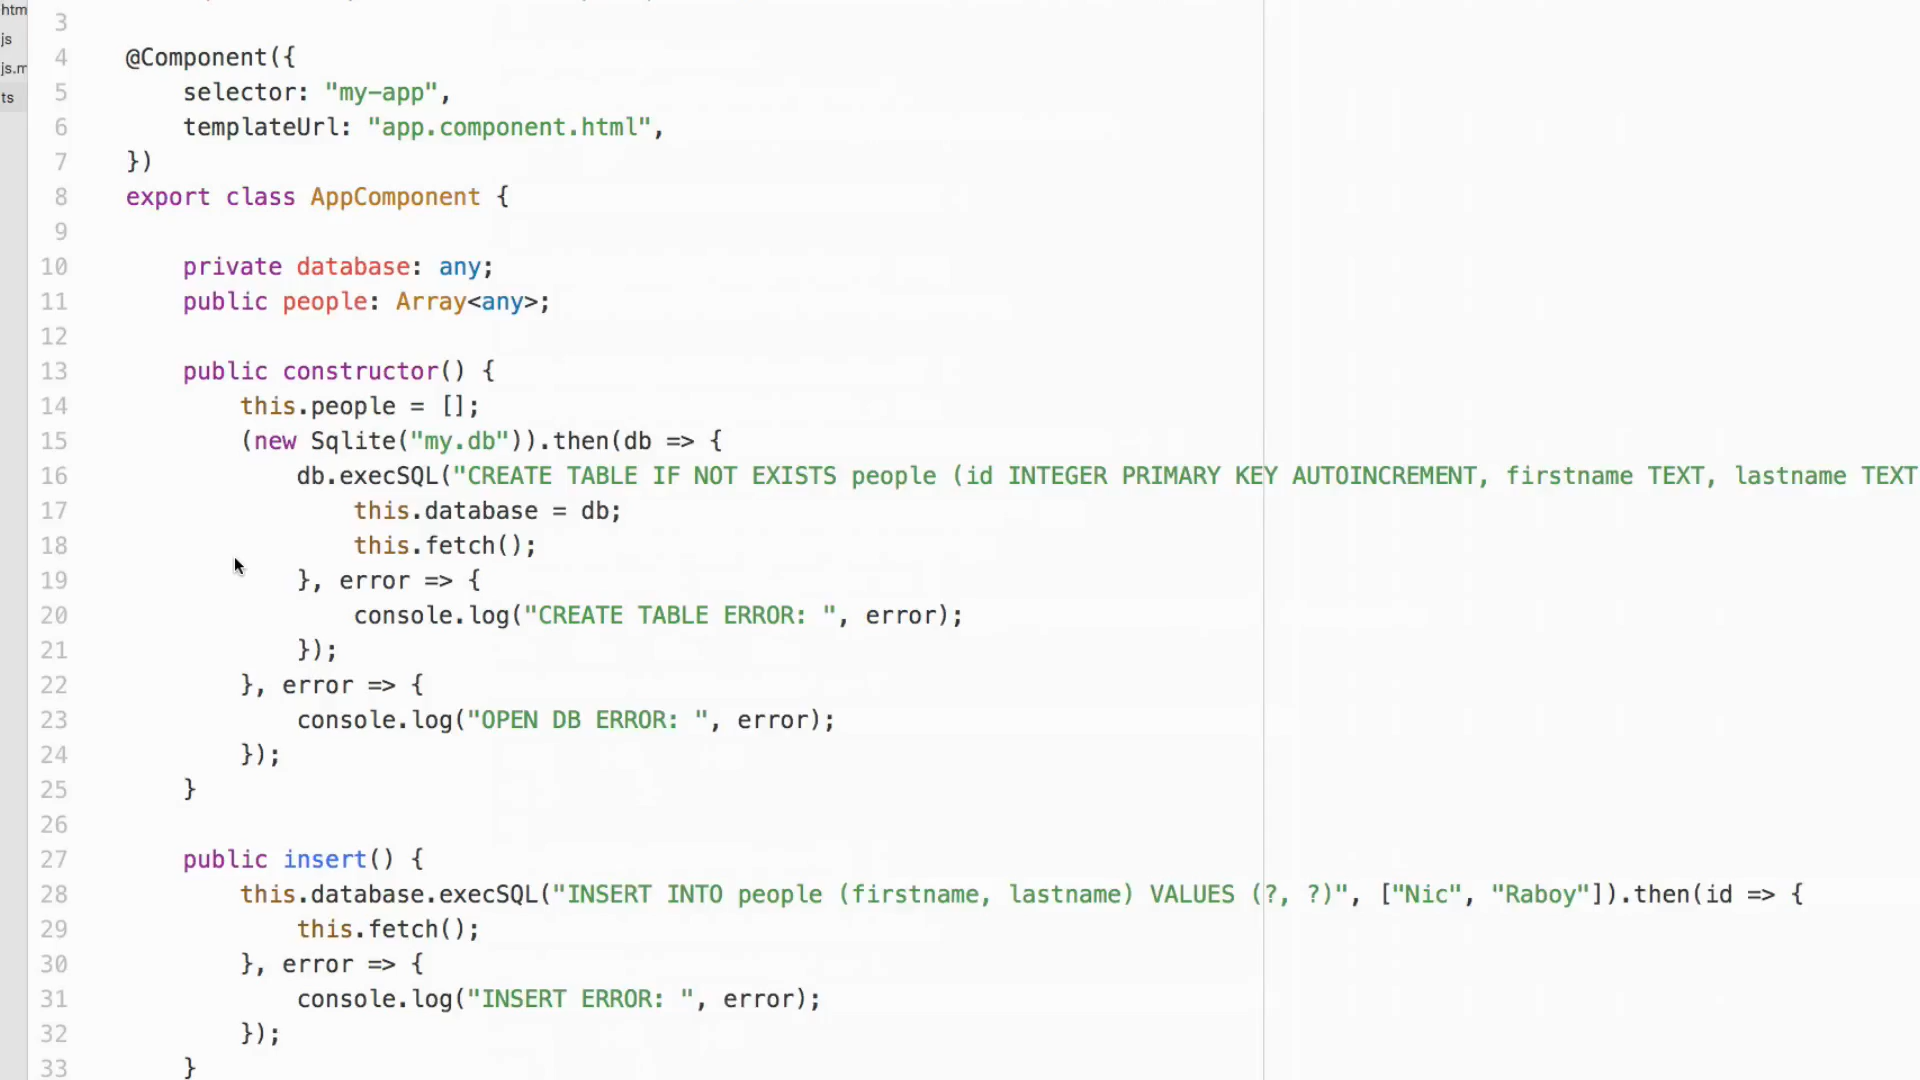 htm
js
js.m
ts
3
4 @Component({
5 selector: "my-app",
6 templateUrl: "app.component.html",
7 })
8 export class AppComponent {
9
10 private database: any;
11 public people: Array<any>;
12
13 public constructor() {
14 this.people = [];
15 (new Sqlite("my.db")).then(db => {
16 db.execSQL("CREATE TABLE IF NOT EXISTS people (id INTEGER PRIMARY KEY AUTOINCREMENT, firstname TEXT, lastname TEXT
17 this.database = db;
18 this.fetch();
19 }, error => {
20 console.log("CREATE TABLE ERROR: ", error);
21 });
22 }, error => {
23 console.log("OPEN DB ERROR: ", error);
24 });
25 }
26
27 public insert() {
28 this.database.execSQL("INSERT INTO people (firstname, lastname) VALUES (?, ?)", ["Nic", "Raboy"]).then(id => {
29 this.fetch();
30 }, error => {
31 console.log("INSERT ERROR: ", error);
32 });
33 }